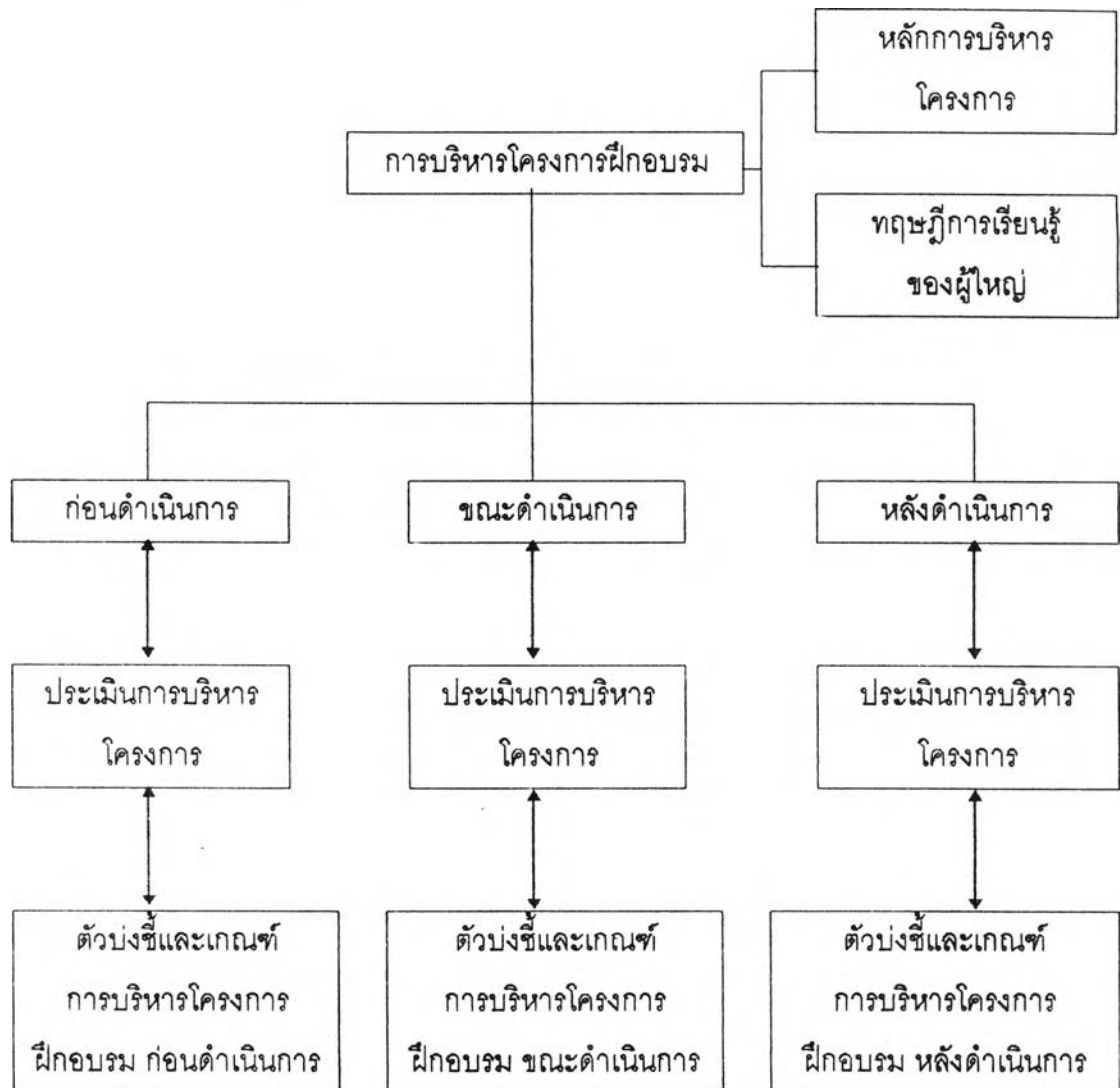 หลักการบริหาร
โครงการ
การบริหารโครงการฝึกอบรม
ทฤษฎีการเรียนรู้
ของผู้ใหญ่
ก่อนดำเนินการ
ขณะดำเนินการ
หลังดำเนินการ
ประเมินการบริหาร
โครงการ
ประเมินการบริหาร
โครงการ
ประเมินการบริหาร
โครงการ
ตัวบ่งชี้และเกณฑ์
การบริหารโครงการ
ฝึกอบรม ก่อนดำเนินการ
ตัวบ่งชี้และเกณฑ์
การบริหารโครงการ
ฝึกอบรม ขณะดำเนินการ
ตัวบ่งชี้และเกณฑ์
การบริหารโครงการ
ฝึกอบรม หลังดำเนินการ